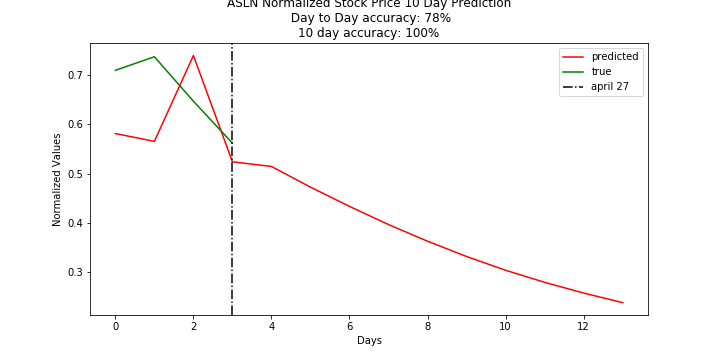 ASLN Normalized Stock Price 10 Day Prediction
Day to Day accuracy: 78%
10 day accuracy: 100%
predicted
true
april 27
Normalized Values
0.7
0.6
0.5
0.4
0.3
0 2 4 6 8 10 12
Days